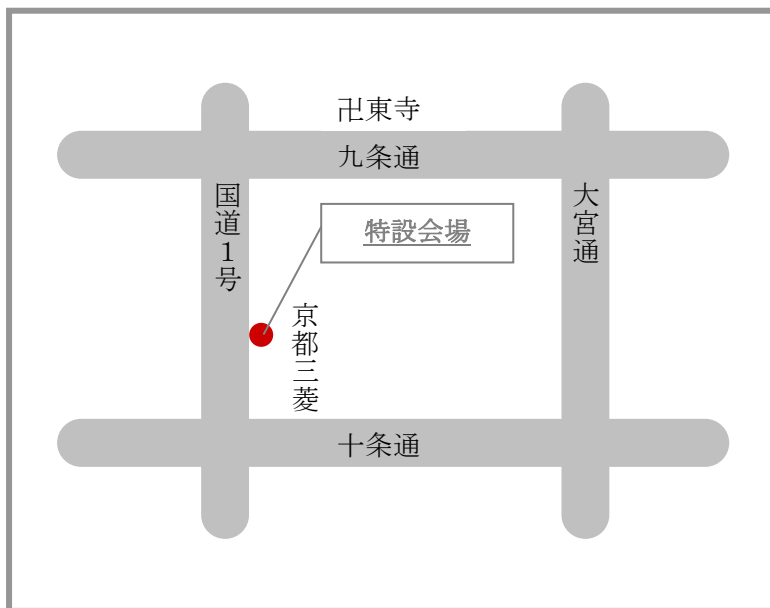 卍東寺
九条通
国道１号
大宮通
特設会場
京都三菱
十条通